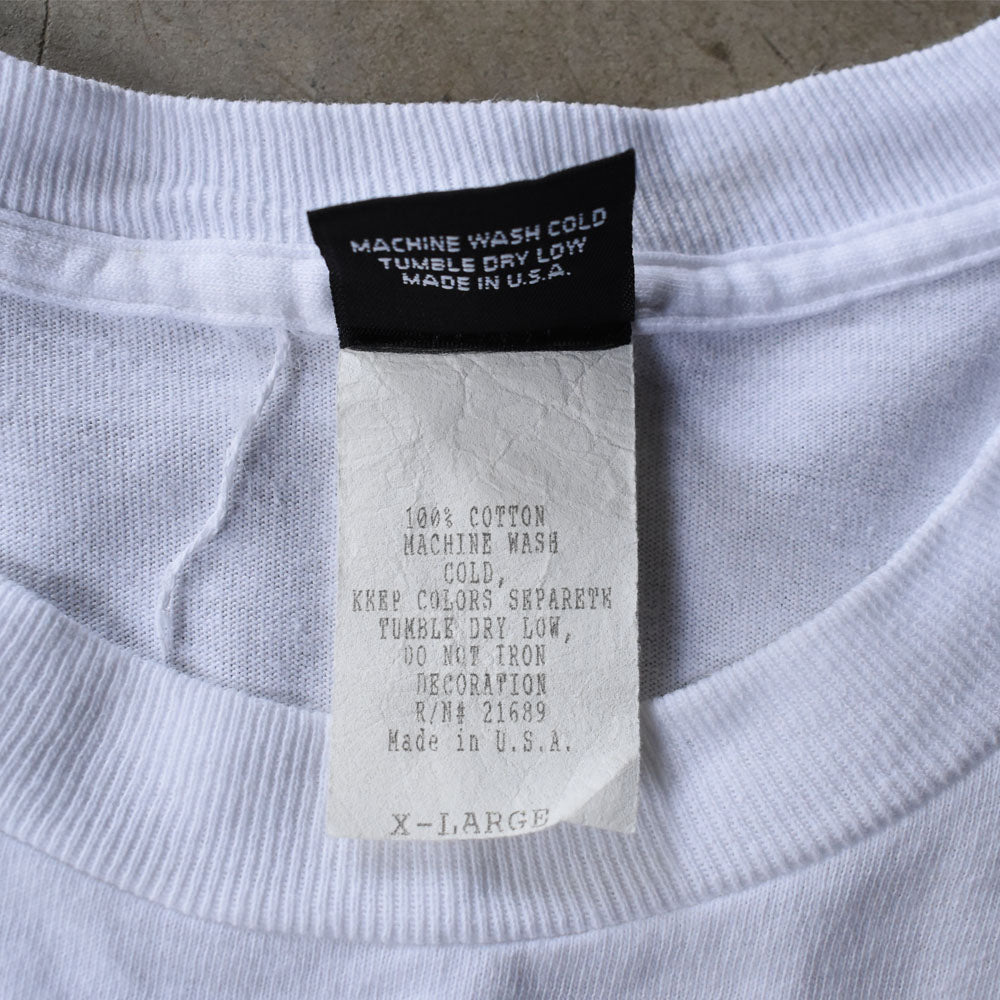 MACHINE WASH COLD
TUMBLE DRY LOW
MADE IN U.S.A.
100% COTTON
MACHINE WASH
COLD,
KKEP COLORS SEPARETE
TUMBLE DRY LOW,
DO NOT IRON
DECORATION
R/N# 21689
Made in U.S.A.
X-LARGE